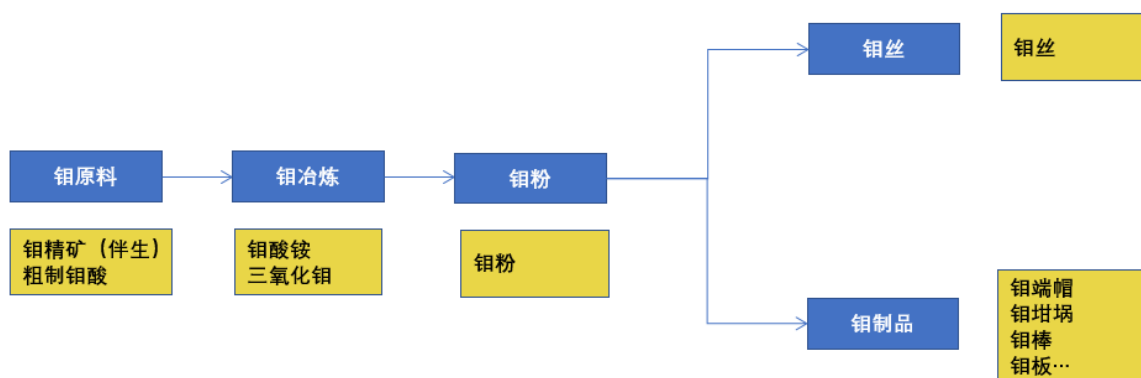 钼丝
钼丝
钼原料
钼冶炼
钼粉
钼精矿（伴生）
粗制钼酸
钼酸铵
三氧化钼
钼粉
钼制品
钼端帽
钼坩埚
钼棒
钼板…